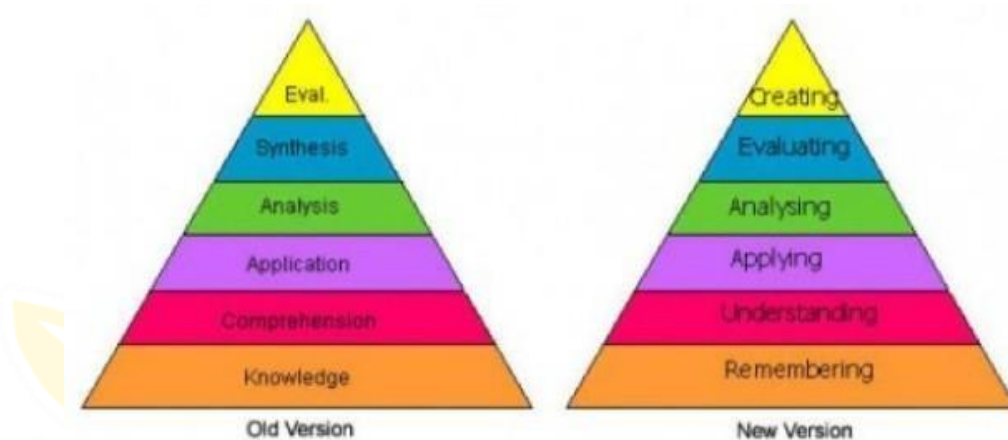 Eval.
Synthesis
Analysis
Application
Comprehension
Knowledge
Old Version
Creating
Evaluating
Analysing
Applying
Understanding
Remembering
New Version